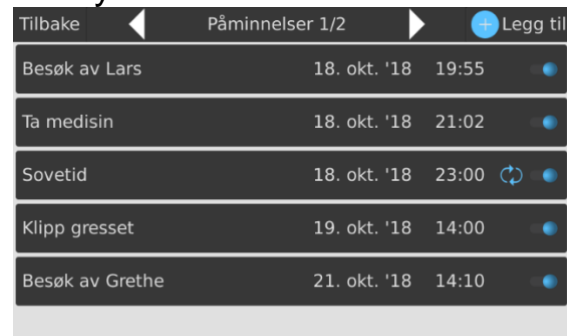 Tilbake Påminnelser 1/2 Legg til
Besøk av Lars 18. okt. '18 19:55
Ta medisin 18. okt. '18 21:02
Sovetid 18. okt. '18 23:00
Klipp gresset 19. okt. '18 14:00
Besøk av Grethe 21. okt. '18 14:10